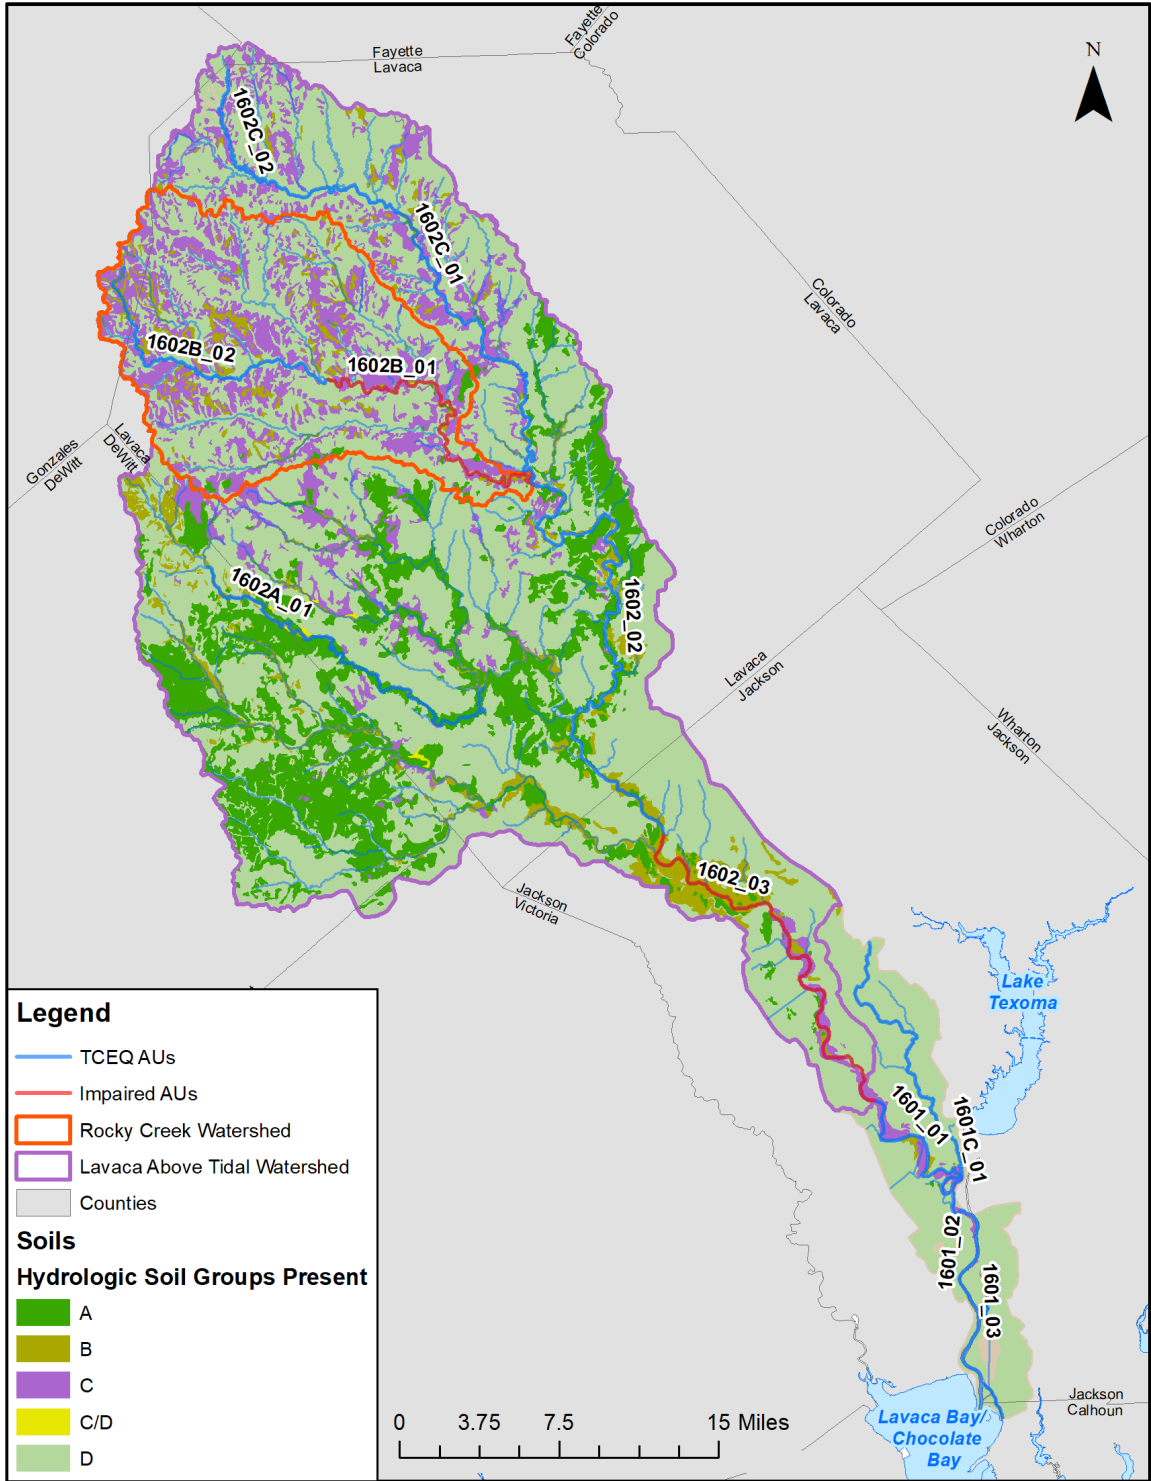 Fayette
Lavaca
Fayette
Colorado
N
1602C_02
1602C_01
Colorado
Lavaca
1602B_02
1602B_01
Gonzales
DeWitt
Lavaca
DeWitt
Colorado
Wharton
1602A_01
1602_02
Lavaca
Jackson
Wharton
Jackson
1602_03
Jackson
Victoria
Lake
Texoma
1601_01
1601C_01
1601_02
1601_03
Jackson
Calhoun
Lavaca Bay/
Chocolate
Bay
Legend
TCEQ AUs
Impaired AUs
Rocky Creek Watershed
Lavaca Above Tidal Watershed
Counties
Soils
Hydrologic Soil Groups Present
A
B
C
C/D
D
0 3.75 7.5 15 Miles